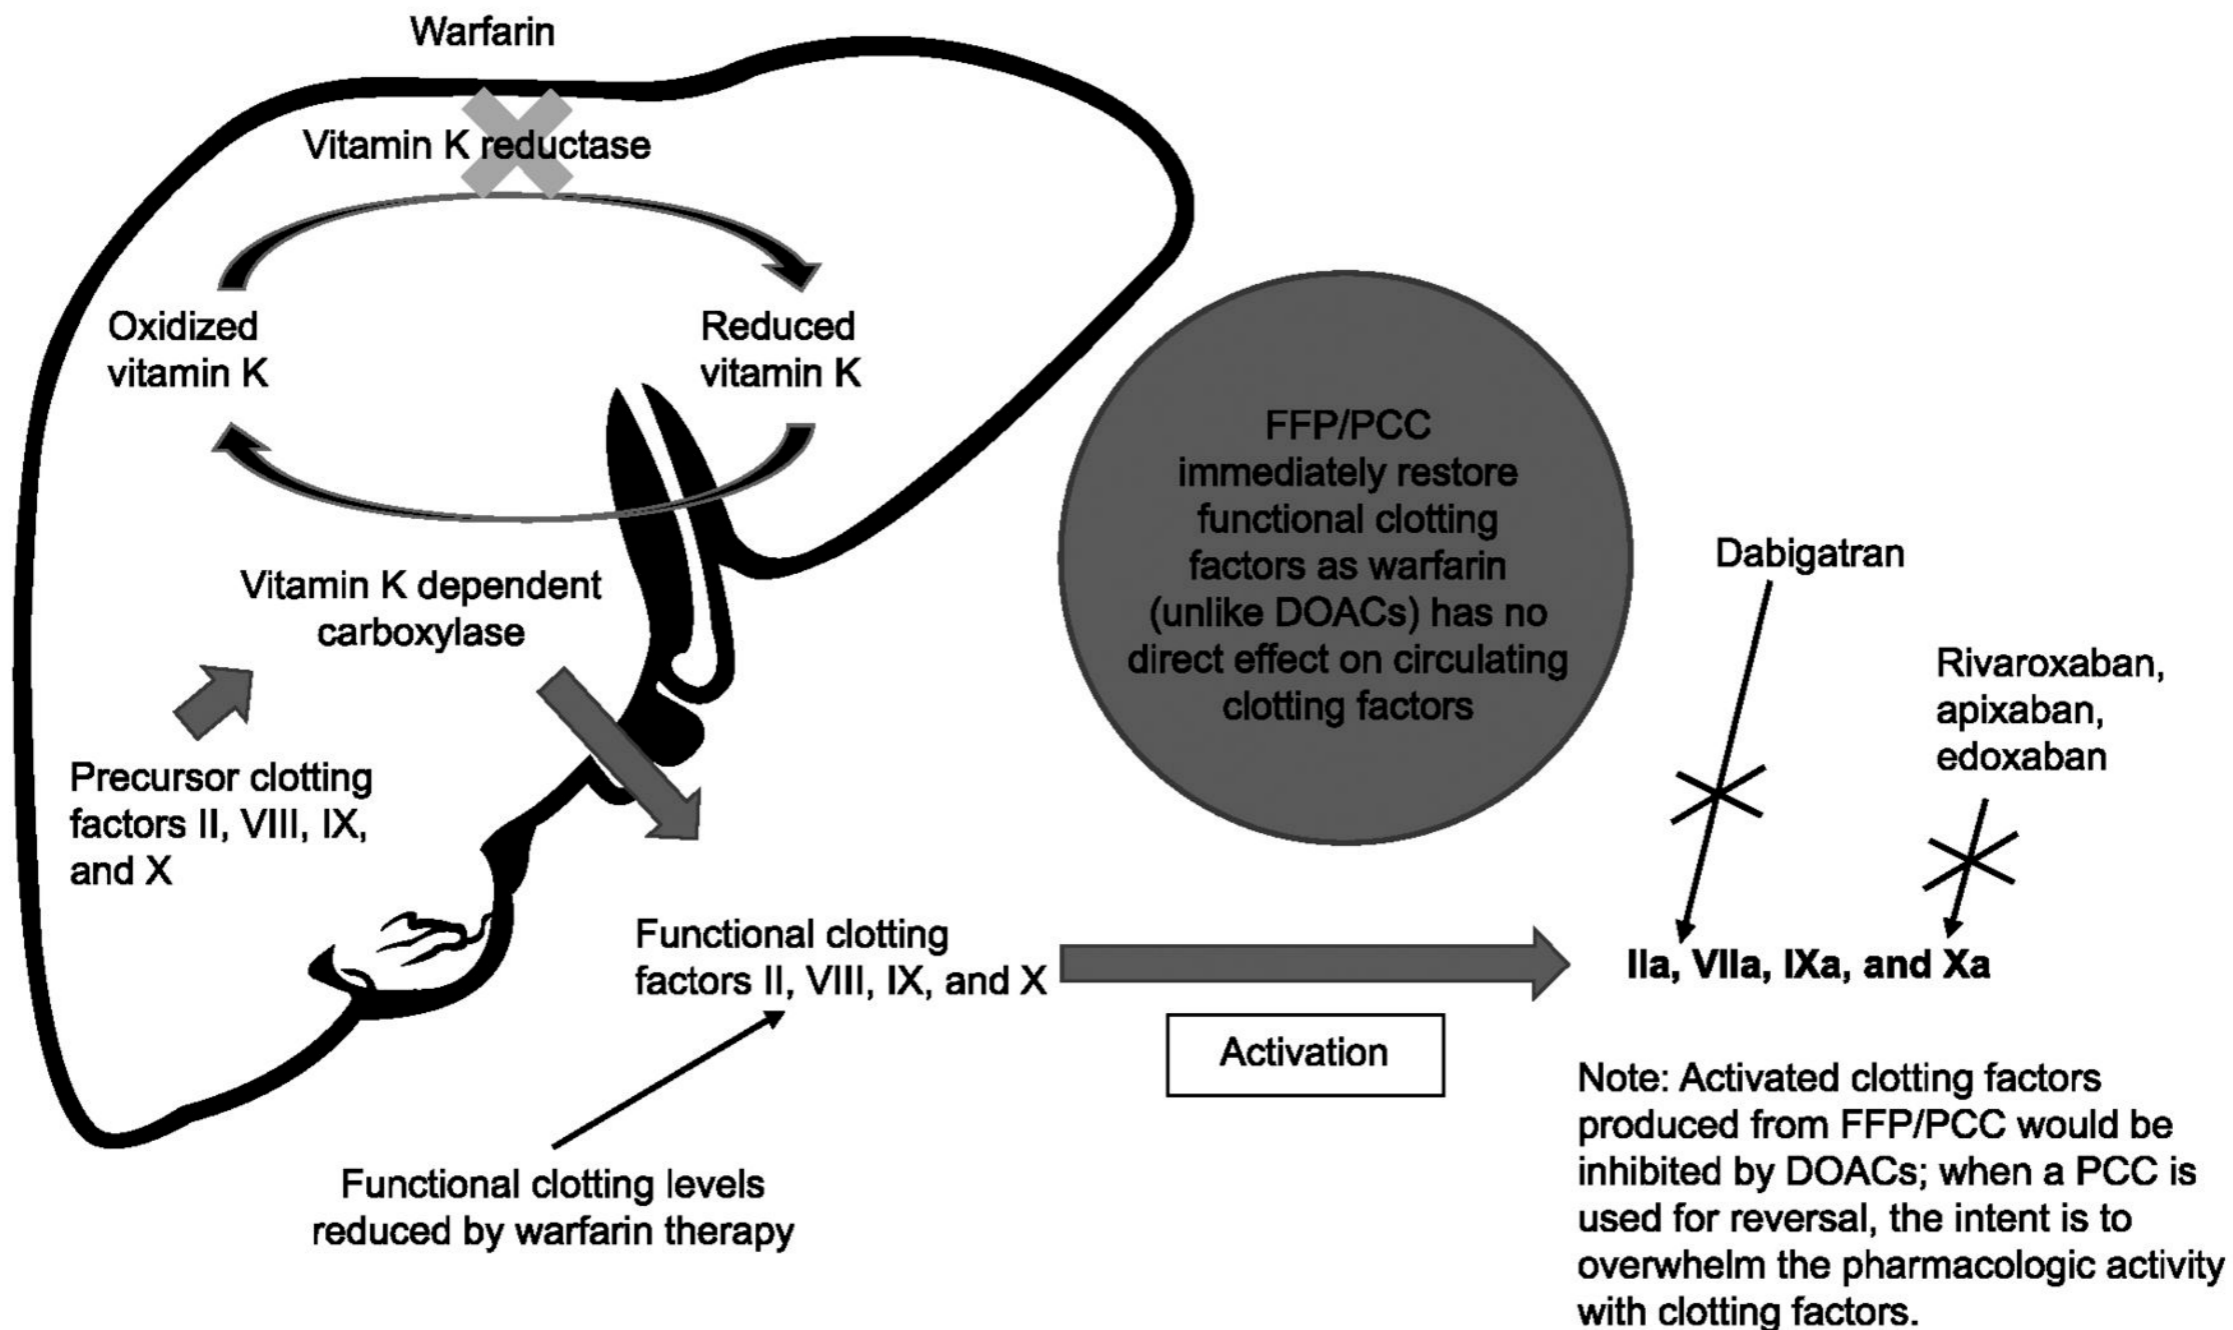 Warfarin
Vitamin K reductase
Oxidized
vitamin K
Reduced
vitamin K
Vitamin K dependent
carboxylase
Precursor clotting
factors II, VIII, IX,
and X
Functional clotting
factors II, VIII, IX, and X
Functional clotting levels
reduced by warfarin therapy
FFP/PCC
immediately restore
functional clotting
factors as warfarin
(unlike DOACs) has no
direct effect on circulating
clotting factors
Activation
Dabigatran
Rivaroxaban,
apixaban,
edoxaban
IIa, VIIa, IXa, and Xa
Note: Activated clotting factors
produced from FFP/PCC would be
inhibited by DOACs; when a PCC is
used for reversal, the intent is to
overwhelm the pharmacologic activity
with clotting factors.